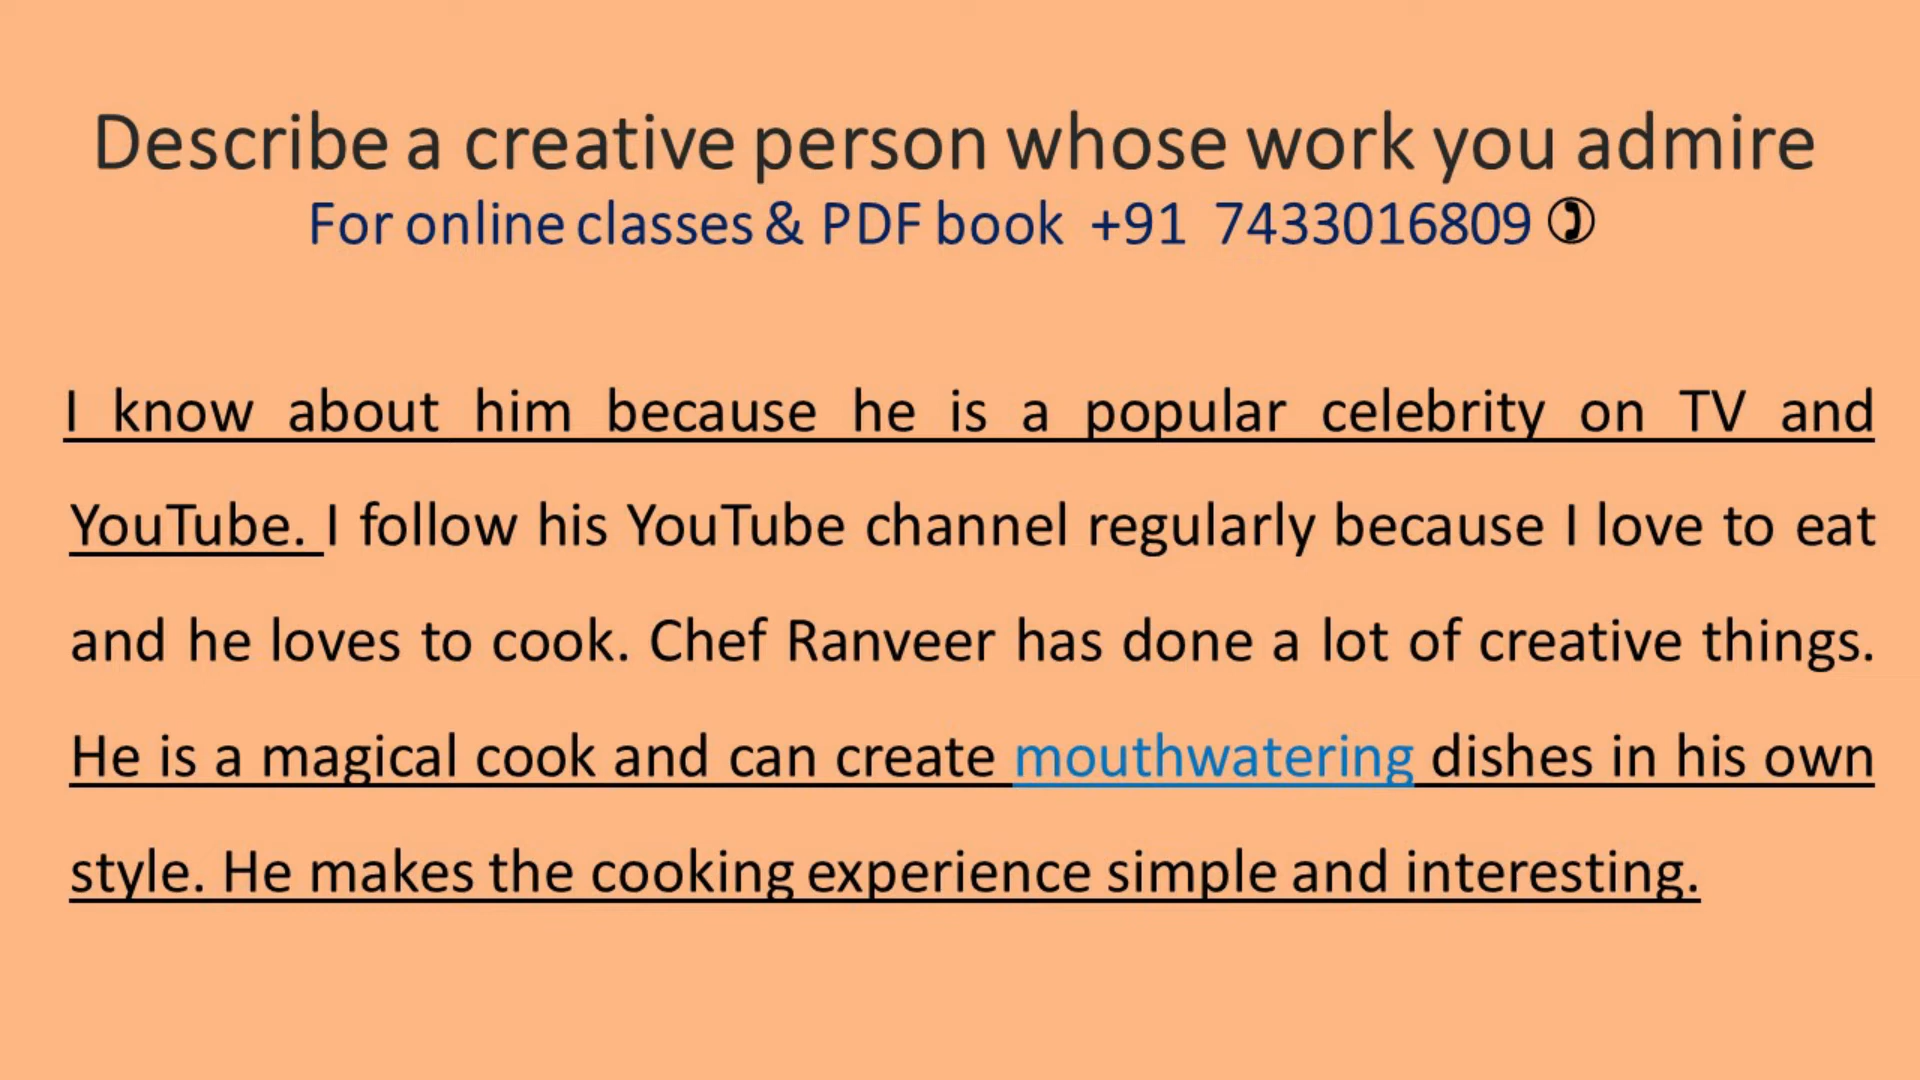 Describe a creative person whose work you admire
For online classes & PDF book +91 7433016809 ✆
I know about him because he is a popular celebrity on TV and
YouTube. I follow his YouTube channel regularly because I love to eat
and he loves to cook. Chef Ranveer has done a lot of creative things.
He is a magical cook and can create mouthwatering dishes in his own
style. He makes the cooking experience simple and interesting.